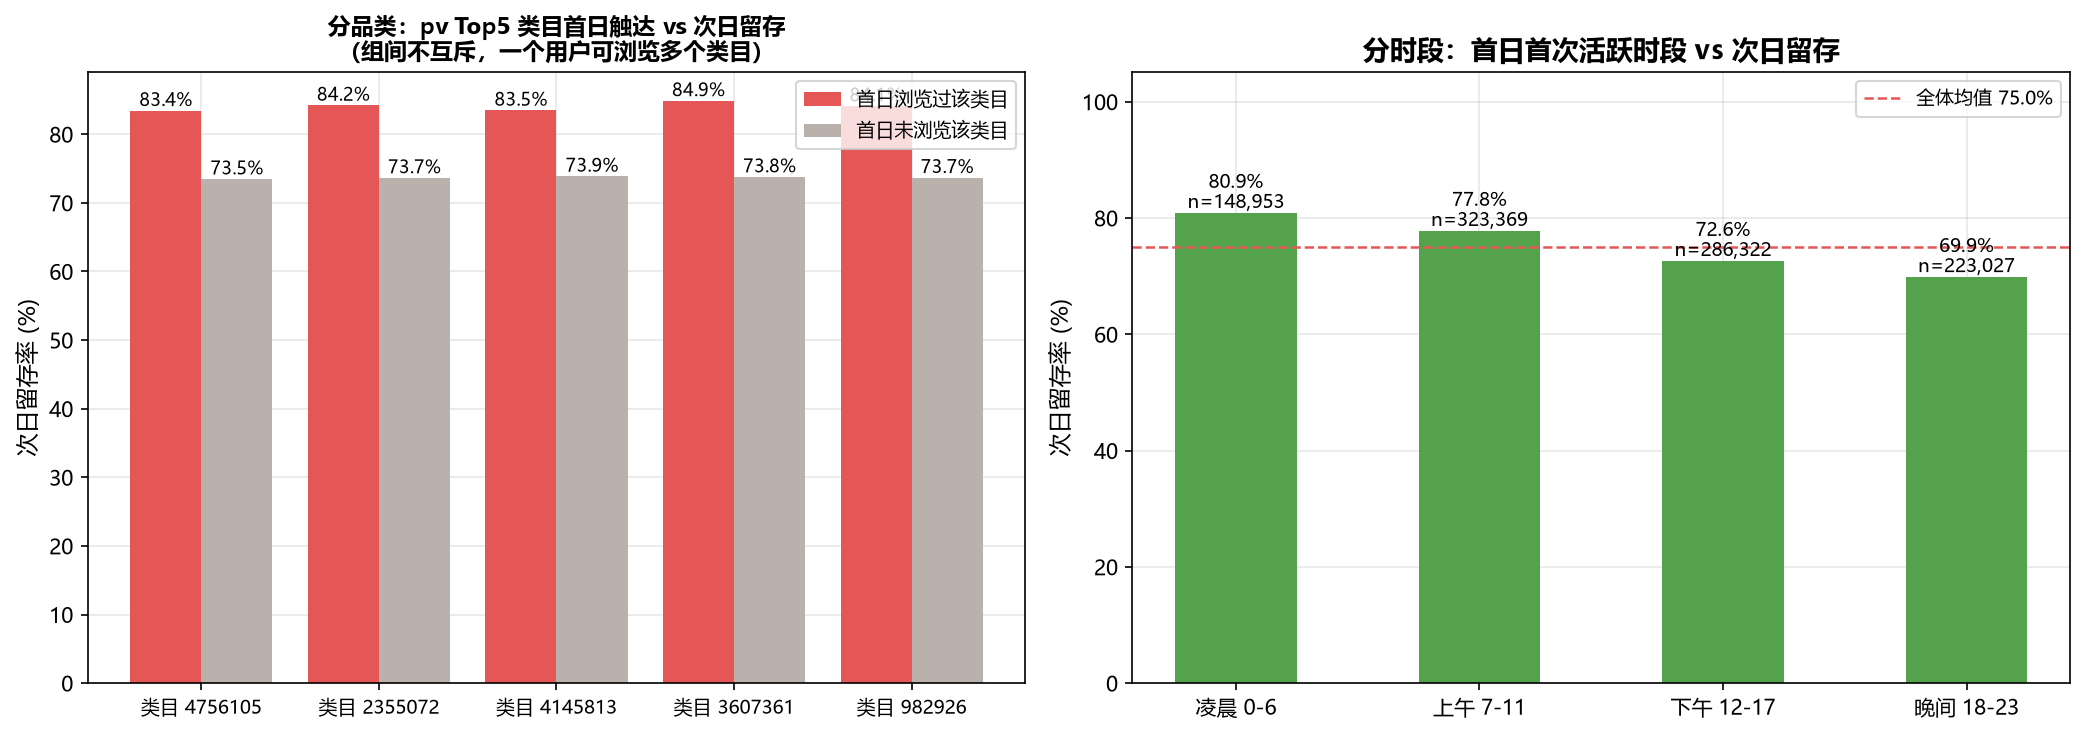 分品类：pv Top5 类目首日触达 vs 次日留存
（组间不互斥，一个用户可浏览多个类目）
次日留存率 (%)
80
70
60
50
40
30
20
10
0
83.4%
73.5%
84.2%
73.7%
83.5%
73.9%
84.9%
73.8%
73.7%
首日浏览过该类目
首日未浏览该类目
类目 4756105
类目 2355072
类目 4145813
类目 3607361
类目 982926
分时段：首日首次活跃时段 vs 次日留存
次日留存率 (%)
100
80
60
40
20
0
全体均值 75.0%
80.9%
n=148,953
77.8%
n=323,369
72.6%
n=286,322
69.9%
n=223,027
凌晨 0-6
上午 7-11
下午 12-17
晚间 18-23